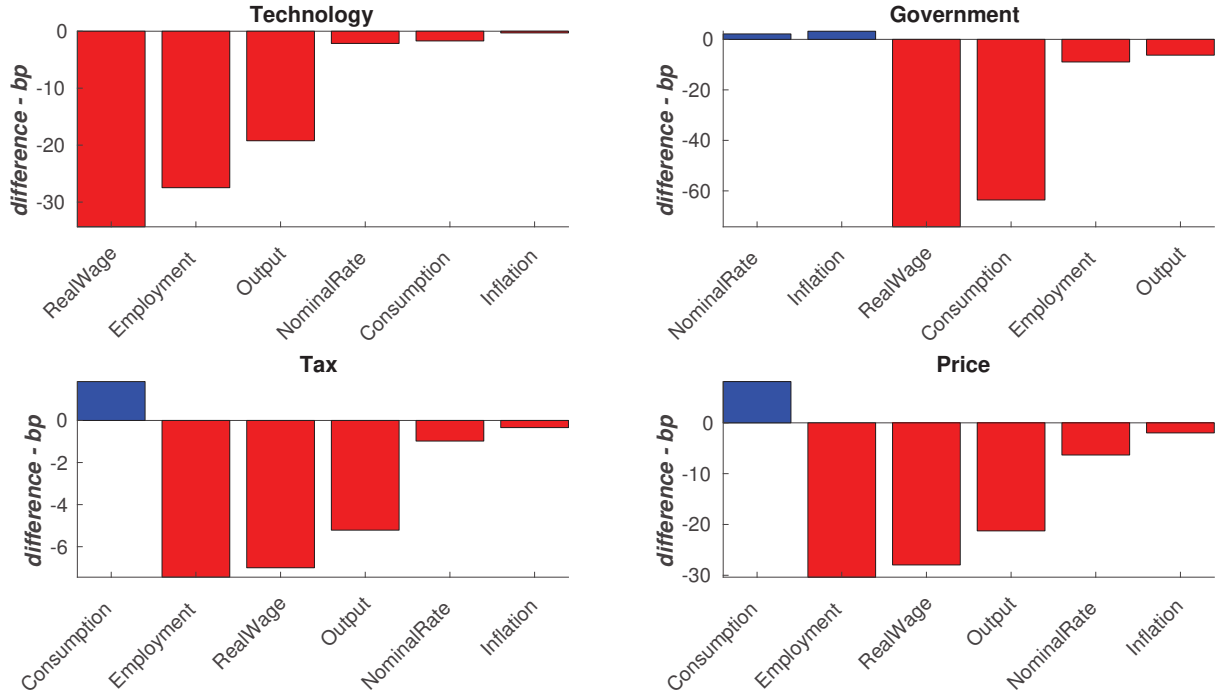 Technology
difference - bp
0
-10
-20
-30
RealWage
Employment
Output
NominalRate
Consumption
Inflation
Government
difference - bp
0
-20
-40
-60
NominalRate
Inflation
RealWage
Consumption
Employment
Output
Tax
difference - bp
0
-2
-4
-6
Consumption
Employment
RealWage
Output
NominalRate
Inflation
Price
difference - bp
0
-10
-20
-30
Consumption
Employment
RealWage
Output
NominalRate
Inflation